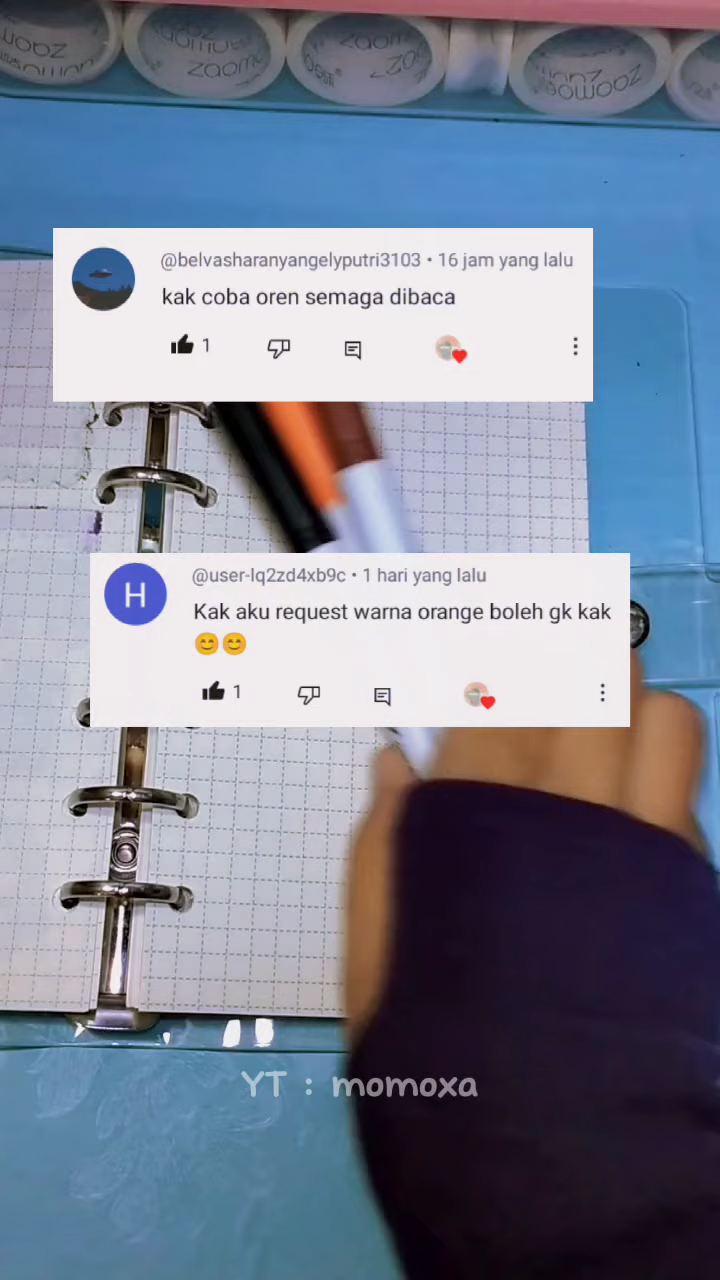 @belvasharanyangelyputri3103 • 16 jam yang lalu
kak coba oren semaga dibaca
1
H
@user-lq2zd4xb9c • 1 hari yang lalu
Kak aku request warna orange boleh gk kak
😊😊
1
YT : momoxa